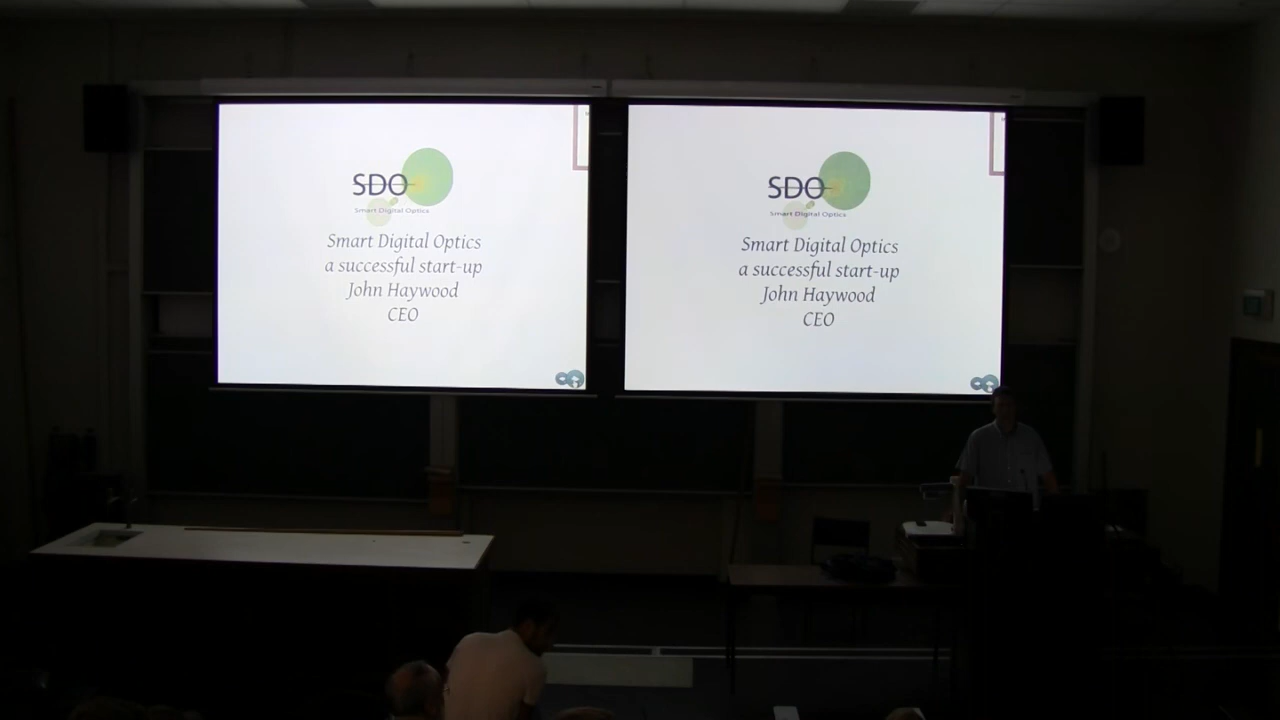 SDO
Smart Digital Optics
Smart Digital Optics
a successful start-up
John Haywood
CEO
SDO
Smart Digital Optics
Smart Digital Optics
a successful start-up
John Haywood
CEO